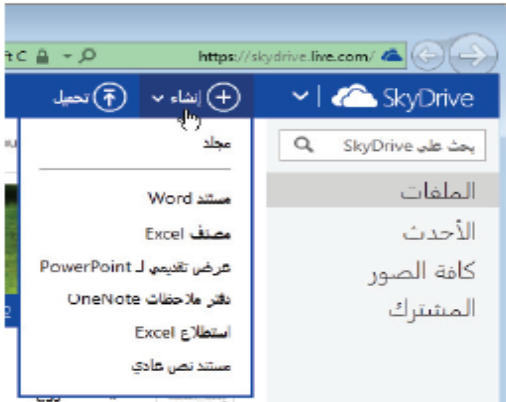 https://skydrive.live.com/
SkyDrive
إنشاء
تحميل
بحث على SkyDrive
الملفات
الأحدث
كافة الصور
المشترك
مجلد
مستند Word
مصنف Excel
عرض تقديمي لـ PowerPoint
دفتر ملاحظات OneNote
استطلاع Excel
مستند نص عادي